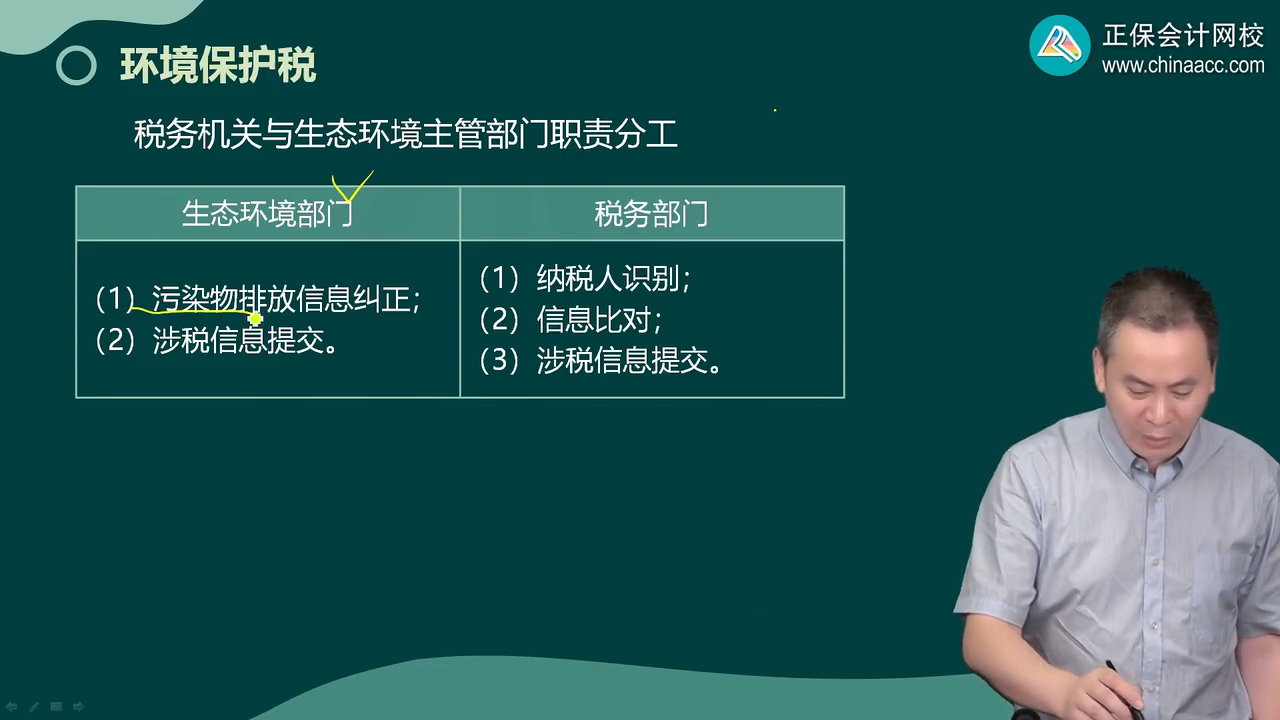 环境保护税
正保会计网校
www.chinaacc.com
税务机关与生态环境主管部门职责分工
生态环境部门
税务部门
（1）污染物排放信息纠正；
（2）涉税信息提交。
（1）纳税人识别；
（2）信息比对；
（3）涉税信息提交。